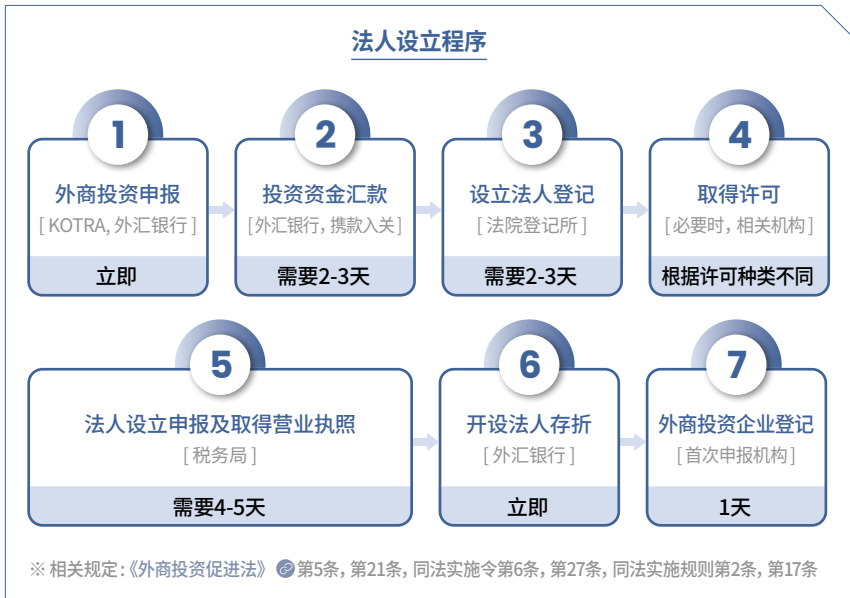 法人设立程序
1
外商投资申报
[ KOTRA, 外汇银行 ]
立即
2
投资资金汇款
[ 外汇银行，携款入关 ]
需要2-3天
3
设立法人登记
[ 法院登记所 ]
需要2-3天
4
取得许可
[ 必要时，相关机构 ]
根据许可种类不同
5
法人设立申报及取得营业执照
[ 税务局 ]
需要4-5天
6
开设法人存折
[ 外汇银行 ]
立即
7
外商投资企业登记
[ 首次申报机构 ]
1天
※ 相关规定：《外商投资促进法》 第5条，第21条，同法实施令第6条，第27条，同法实施规则第2条，第17条